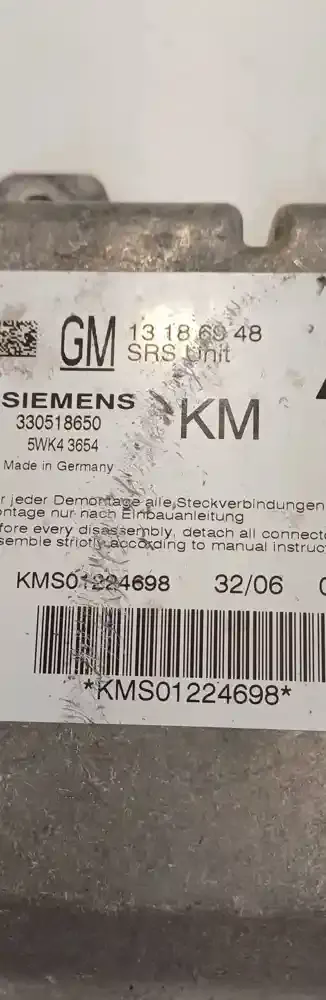 GM 13 18 69 48
SRS Unit
SIEMENS
330518650
KM
5WK4 3654
Made in Germany
r jeder Demontage alle Steckverbindungen
ontage nur nach Einbauanleitung
fore every disassembly, detach all connecto
semble strictly according to manual instruc
KMS01224698 32/06
*KMS01224698*